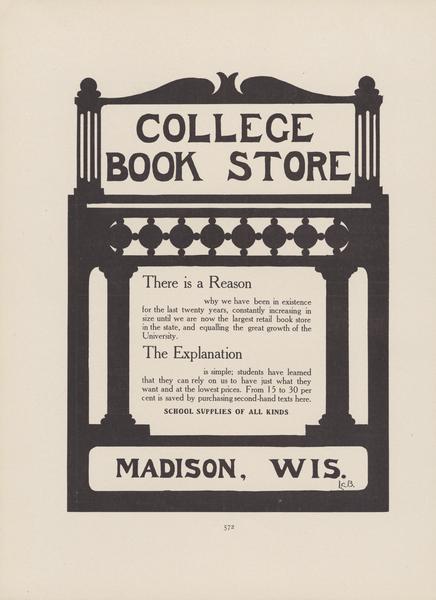 COLLEGE
BOOK STORE
There is a Reason
why we have been in existence
for the last twenty years, constantly increasing in
size until we are now the largest retail book store
in the state, and equalling the great growth of the
University.
The Explanation
is simple; students have learned
that they can rely on us to have just what they
want and at the lowest prices. From 15 to 30 per
cent is saved by purchasing second-hand texts here.
SCHOOL SUPPLIES OF ALL KINDS
MADISON, WIS.
L.C.B.
572